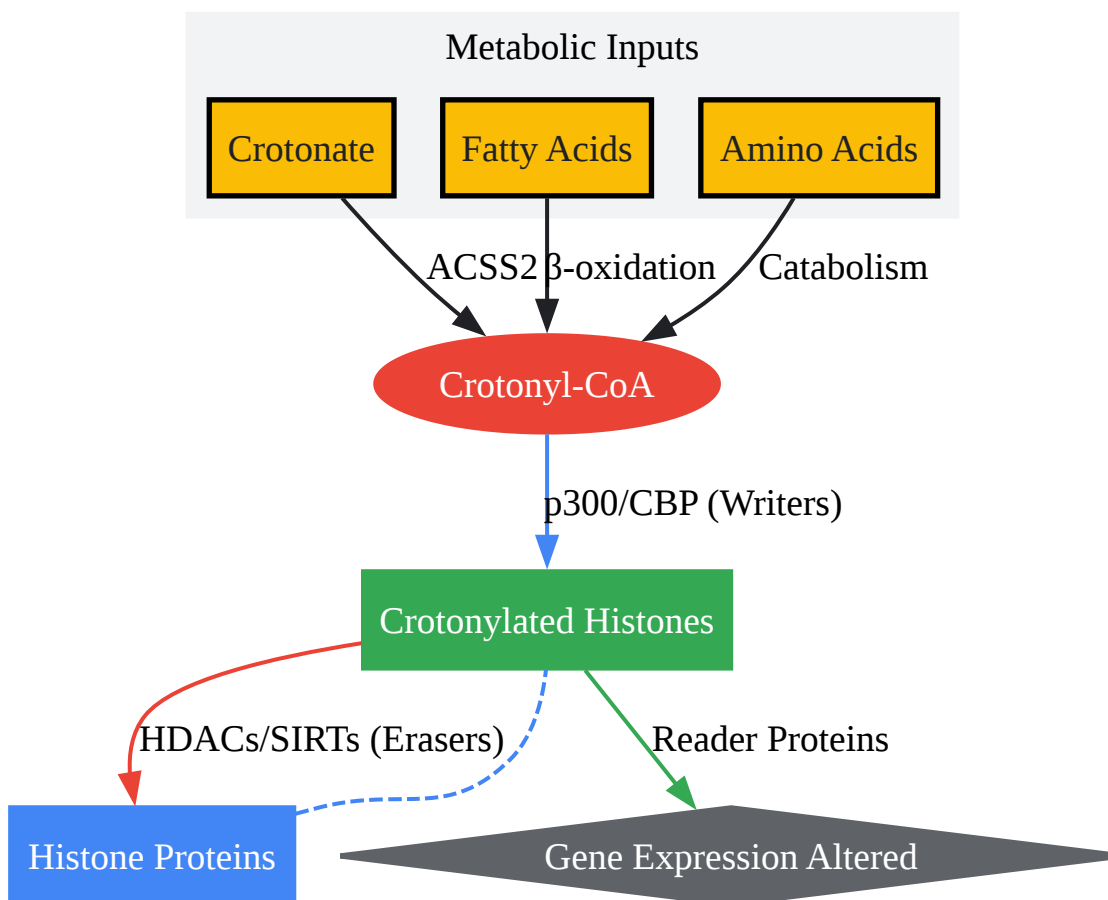 Metabolic Inputs
Crotonate
Fatty Acids
Amino Acids
ACSS2
β-oxidation
Catabolism
Crotonyl-CoA
p300/CBP (Writers)
Crotonylated Histones
HDACs/SIRTs (Erasers)
Reader Proteins
Histone Proteins
Gene Expression Altered